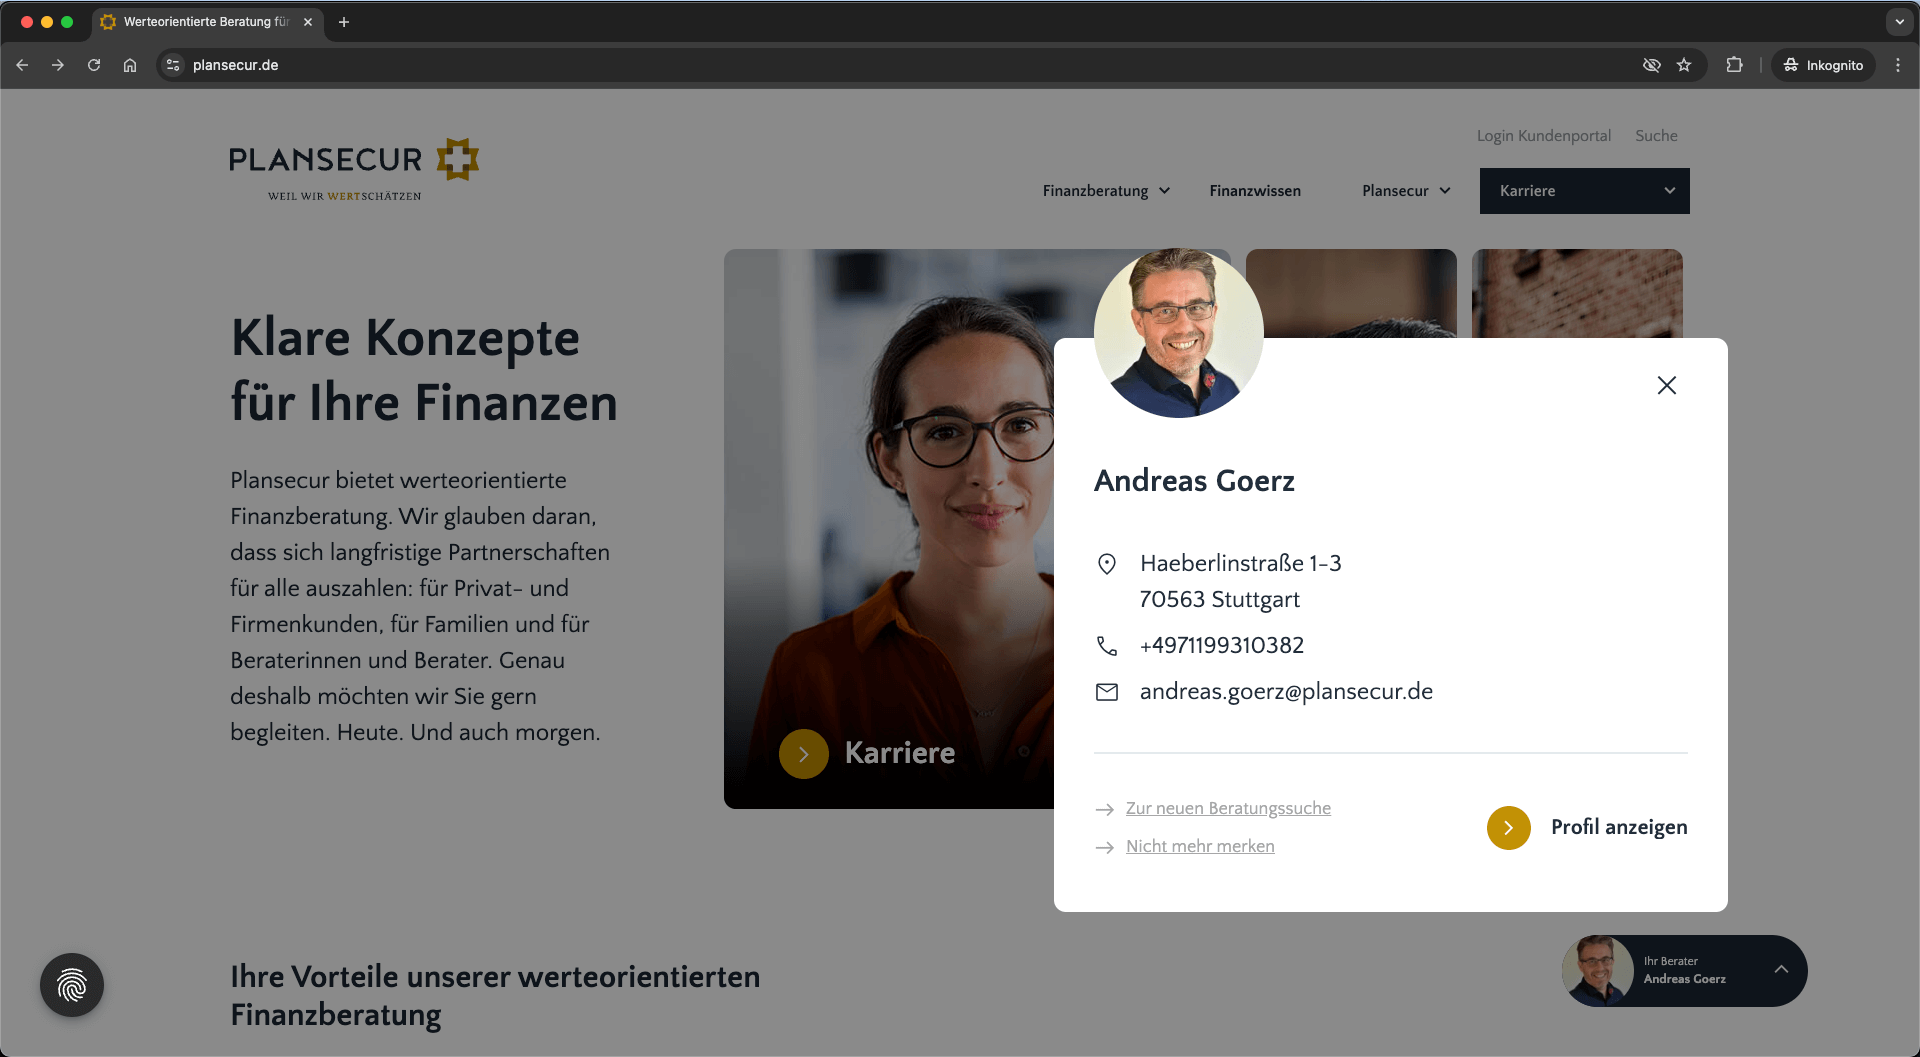 Werteorientierte Beratung für
plansecur.de
Inkognito
Login Kundenportal
Suche
PLANSECUR
WEIL WIR WERTSCHÄTZEN
Finanzberatung
Finanzwissen
Plansecur
Karriere
Klare Konzepte
für Ihre Finanzen
Plansecur bietet werteorientierte
Finanzberatung. Wir glauben daran,
dass sich langfristige Partnerschaften
für alle auszahlen: für Privat- und
Firmenkunden, für Familien und für
Beraterinnen und Berater. Genau
deshalb möchten wir Sie gern
begleiten. Heute. Und auch morgen.
Karriere
Andreas Goerz
Haeberlinstraße 1-3
70563 Stuttgart
+4971199310382
andreas.goerz@plansecur.de
Zur neuen Beratungssuche
Nicht mehr merken
Profil anzeigen
Ihre Vorteile unserer werteorientierten
Finanzberatung
Ihr Berater
Andreas Goerz